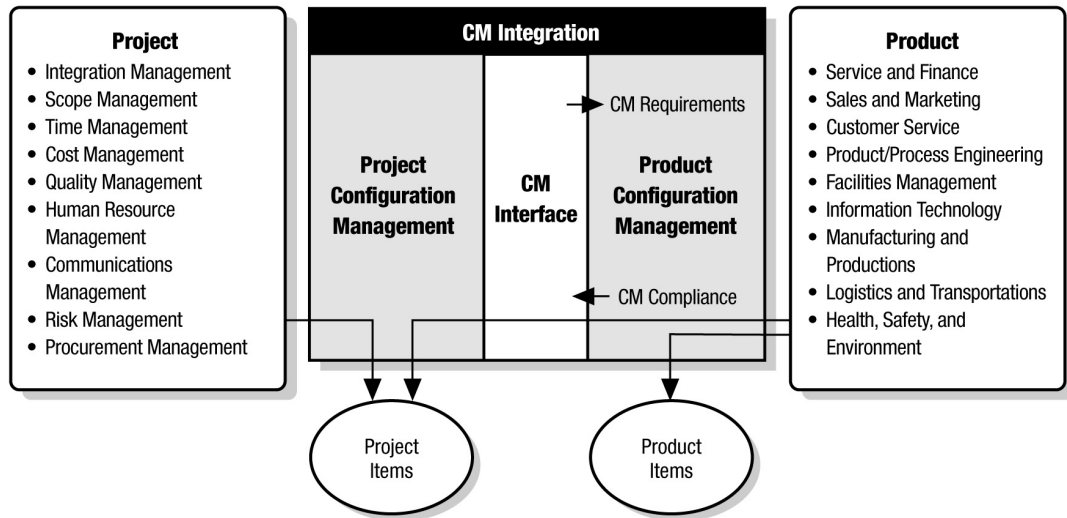 Project
• Integration Management
• Scope Management
• Time Management
• Cost Management
• Quality Management
• Human Resource
Management
• Communications
Management
• Risk Management
• Procurement Management
CM Integration
Project
Configuration
Management
CM
Interface
CM Requirements
Product
Configuration
Management
CM Compliance
Product
• Service and Finance
• Sales and Marketing
• Customer Service
• Product/Process Engineering
• Facilities Management
• Information Technology
• Manufacturing and
Productions
• Logistics and Transportations
• Health, Safety, and
Environment
Project
Items
Product
Items